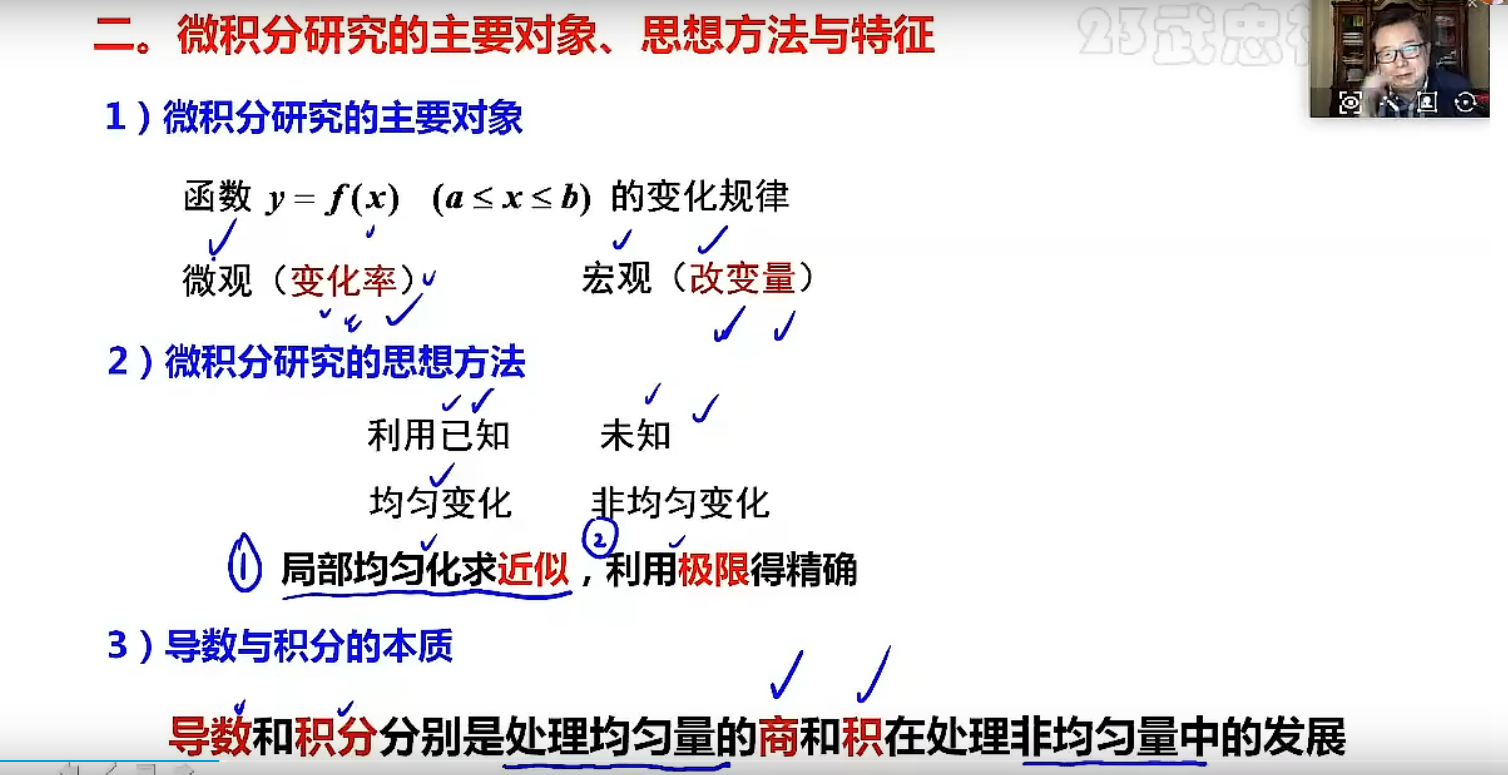 二。微积分研究的主要对象、思想方法与特征
23武忠
1）微积分研究的主要对象
函数 y = f(x) (a ≤ x ≤ b) 的变化规律
微观（变化率） 宏观（改变量）
2）微积分研究的思想方法
利用已知 未知
均匀变化 非均匀变化
① 局部均匀化求近似，② 利用极限得精确
3）导数与积分的本质
导数和积分分别是处理均匀量的商和积在处理非均匀量中的发展